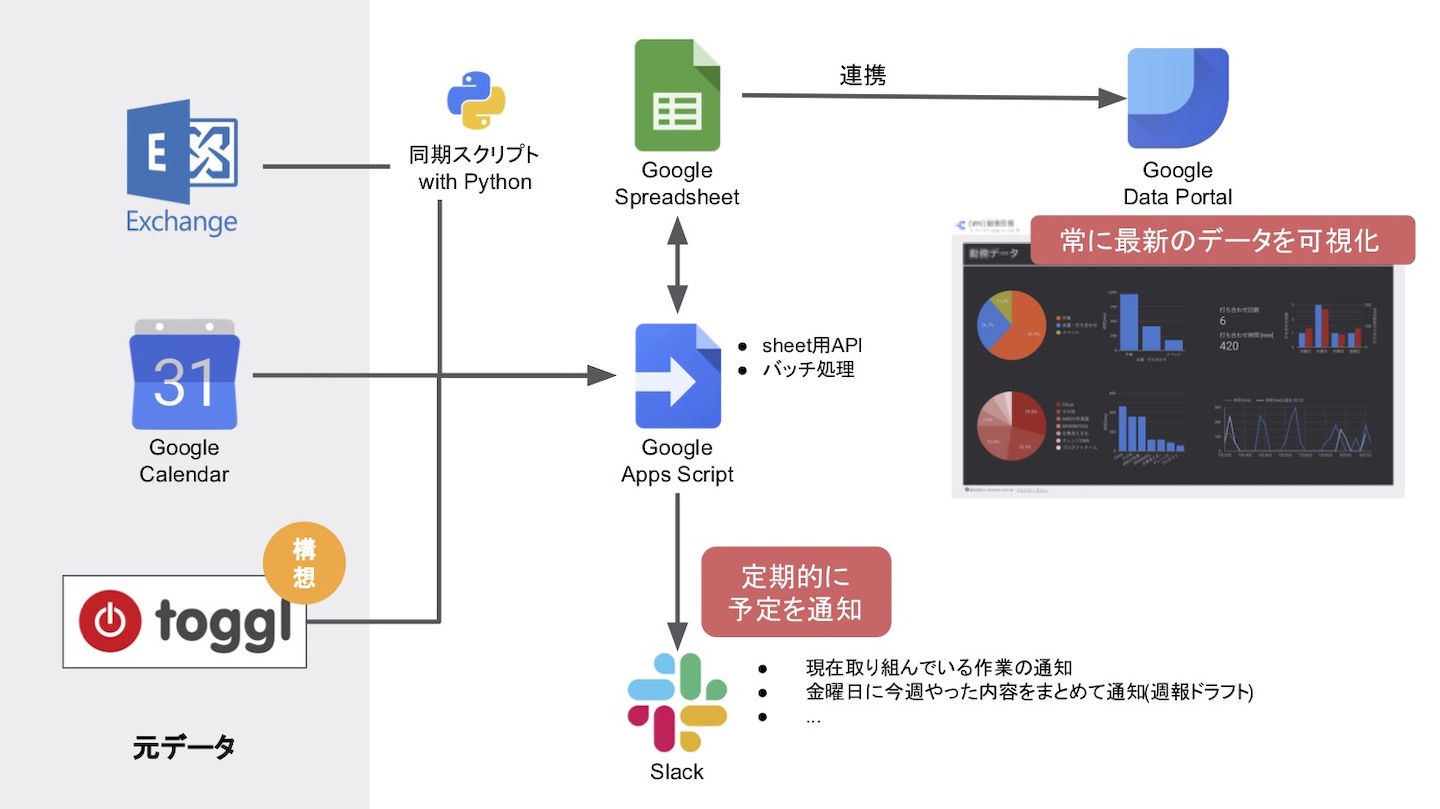 E
Exchange
31
Google
Calendar
構
想
toggl
元データ
同期スクリプト
with Python
Google
Spreadsheet
連携
Google
Data Portal
常に最新のデータを可視化
勤務データ
打ち合わせ回数
6
打ち合わせ時間[min]
420
sheet用API
バッチ処理
Google
Apps Script
定期的に
予定を通知
現在取り組んでいる作業の通知
金曜日に今週やった内容をまとめて通知(週報ドラフト)
...
Slack